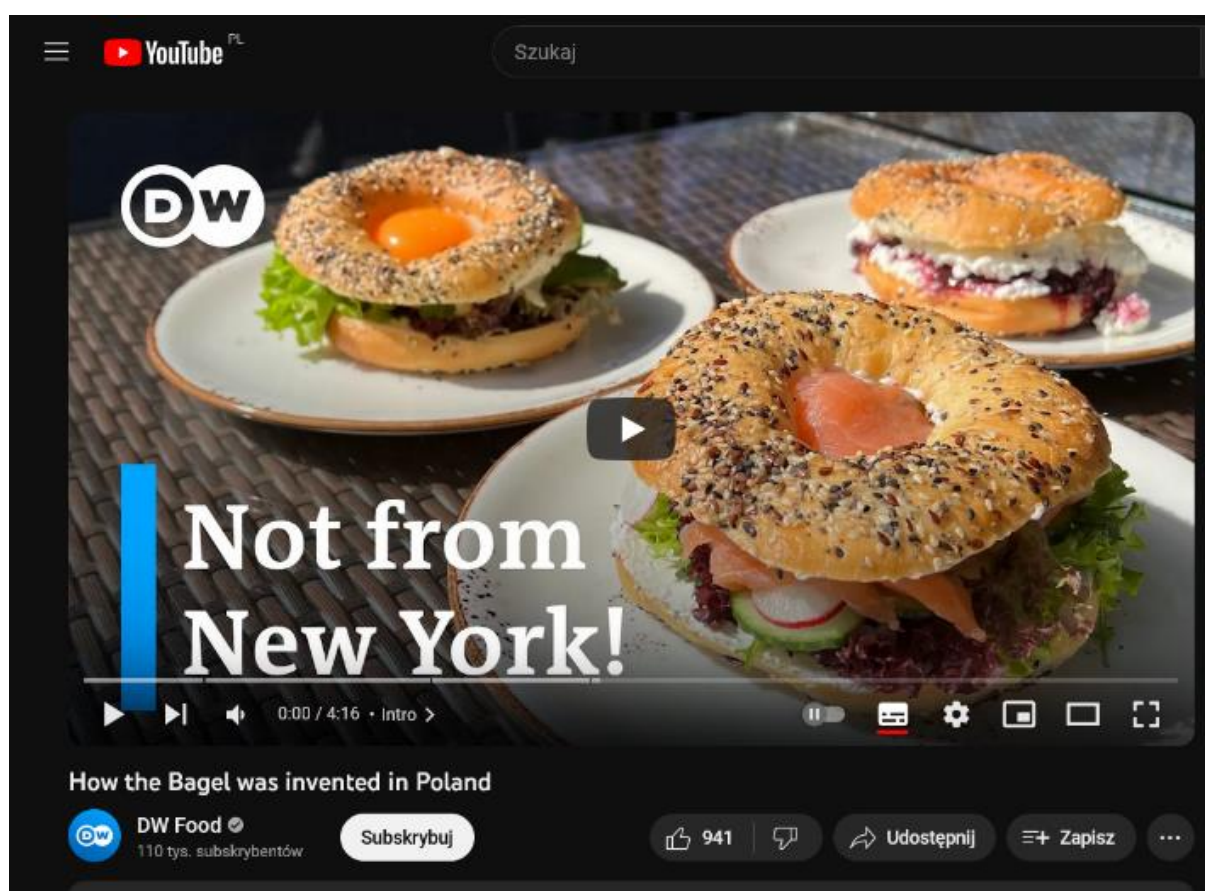 YouTube PL
Szukaj
DW
Not from
New York!
0:00 / 4:16 • Intro >
How the Bagel was invented in Poland
DW
DW Food
110 tys. subskrybentów
Subskrybuj
941
Udostępnij
Zapisz